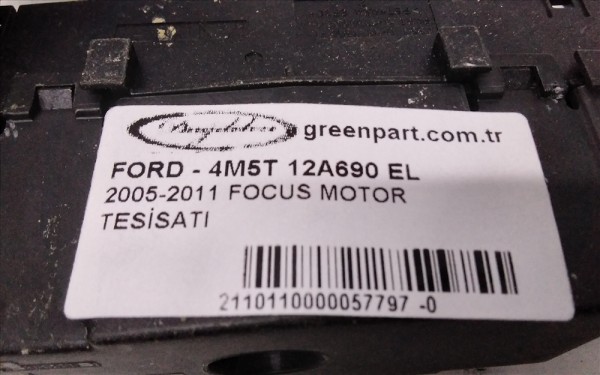 greenpart.com.tr
FORD - 4M5T 12A690 EL
2005-2011 FOCUS MOTOR
TESİSATI
2110110000057797 -0